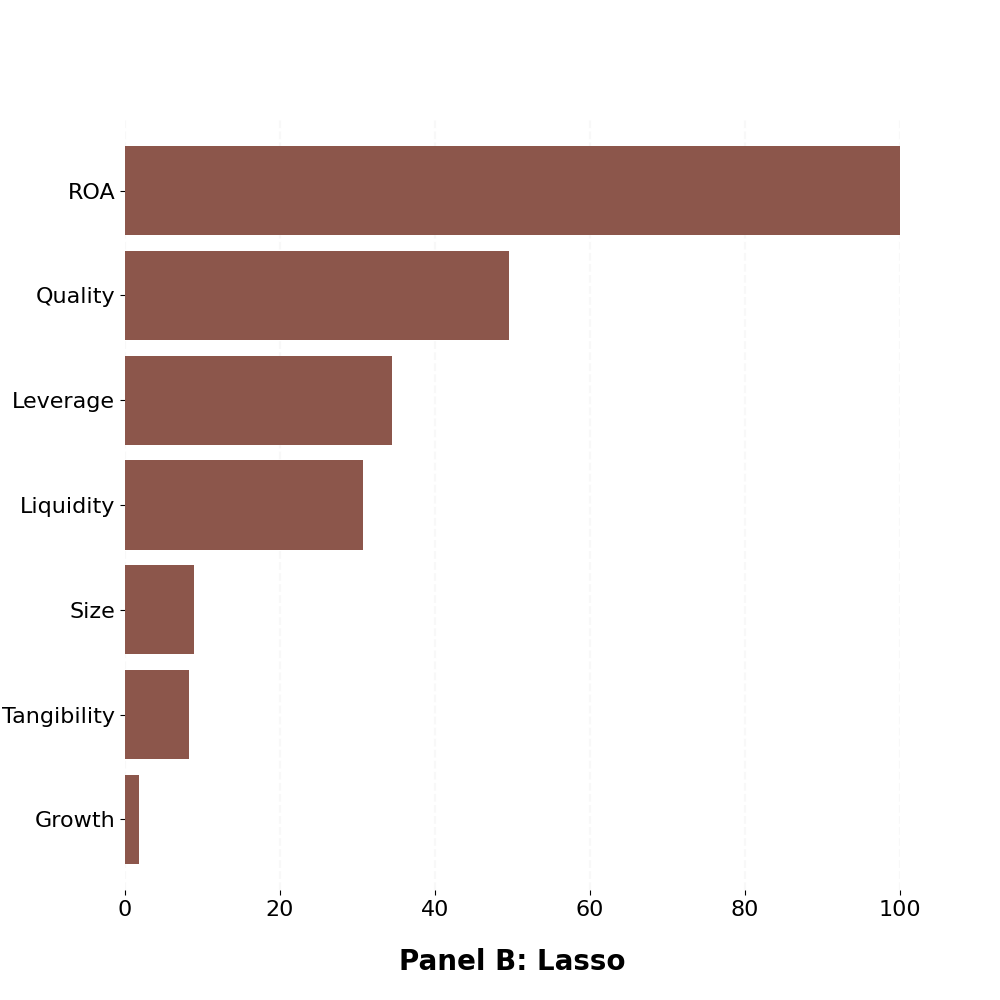 ROA
Quality
Leverage
Liquidity
Size
Tangibility
Growth
0 20 40 60 80 100
Panel B: Lasso